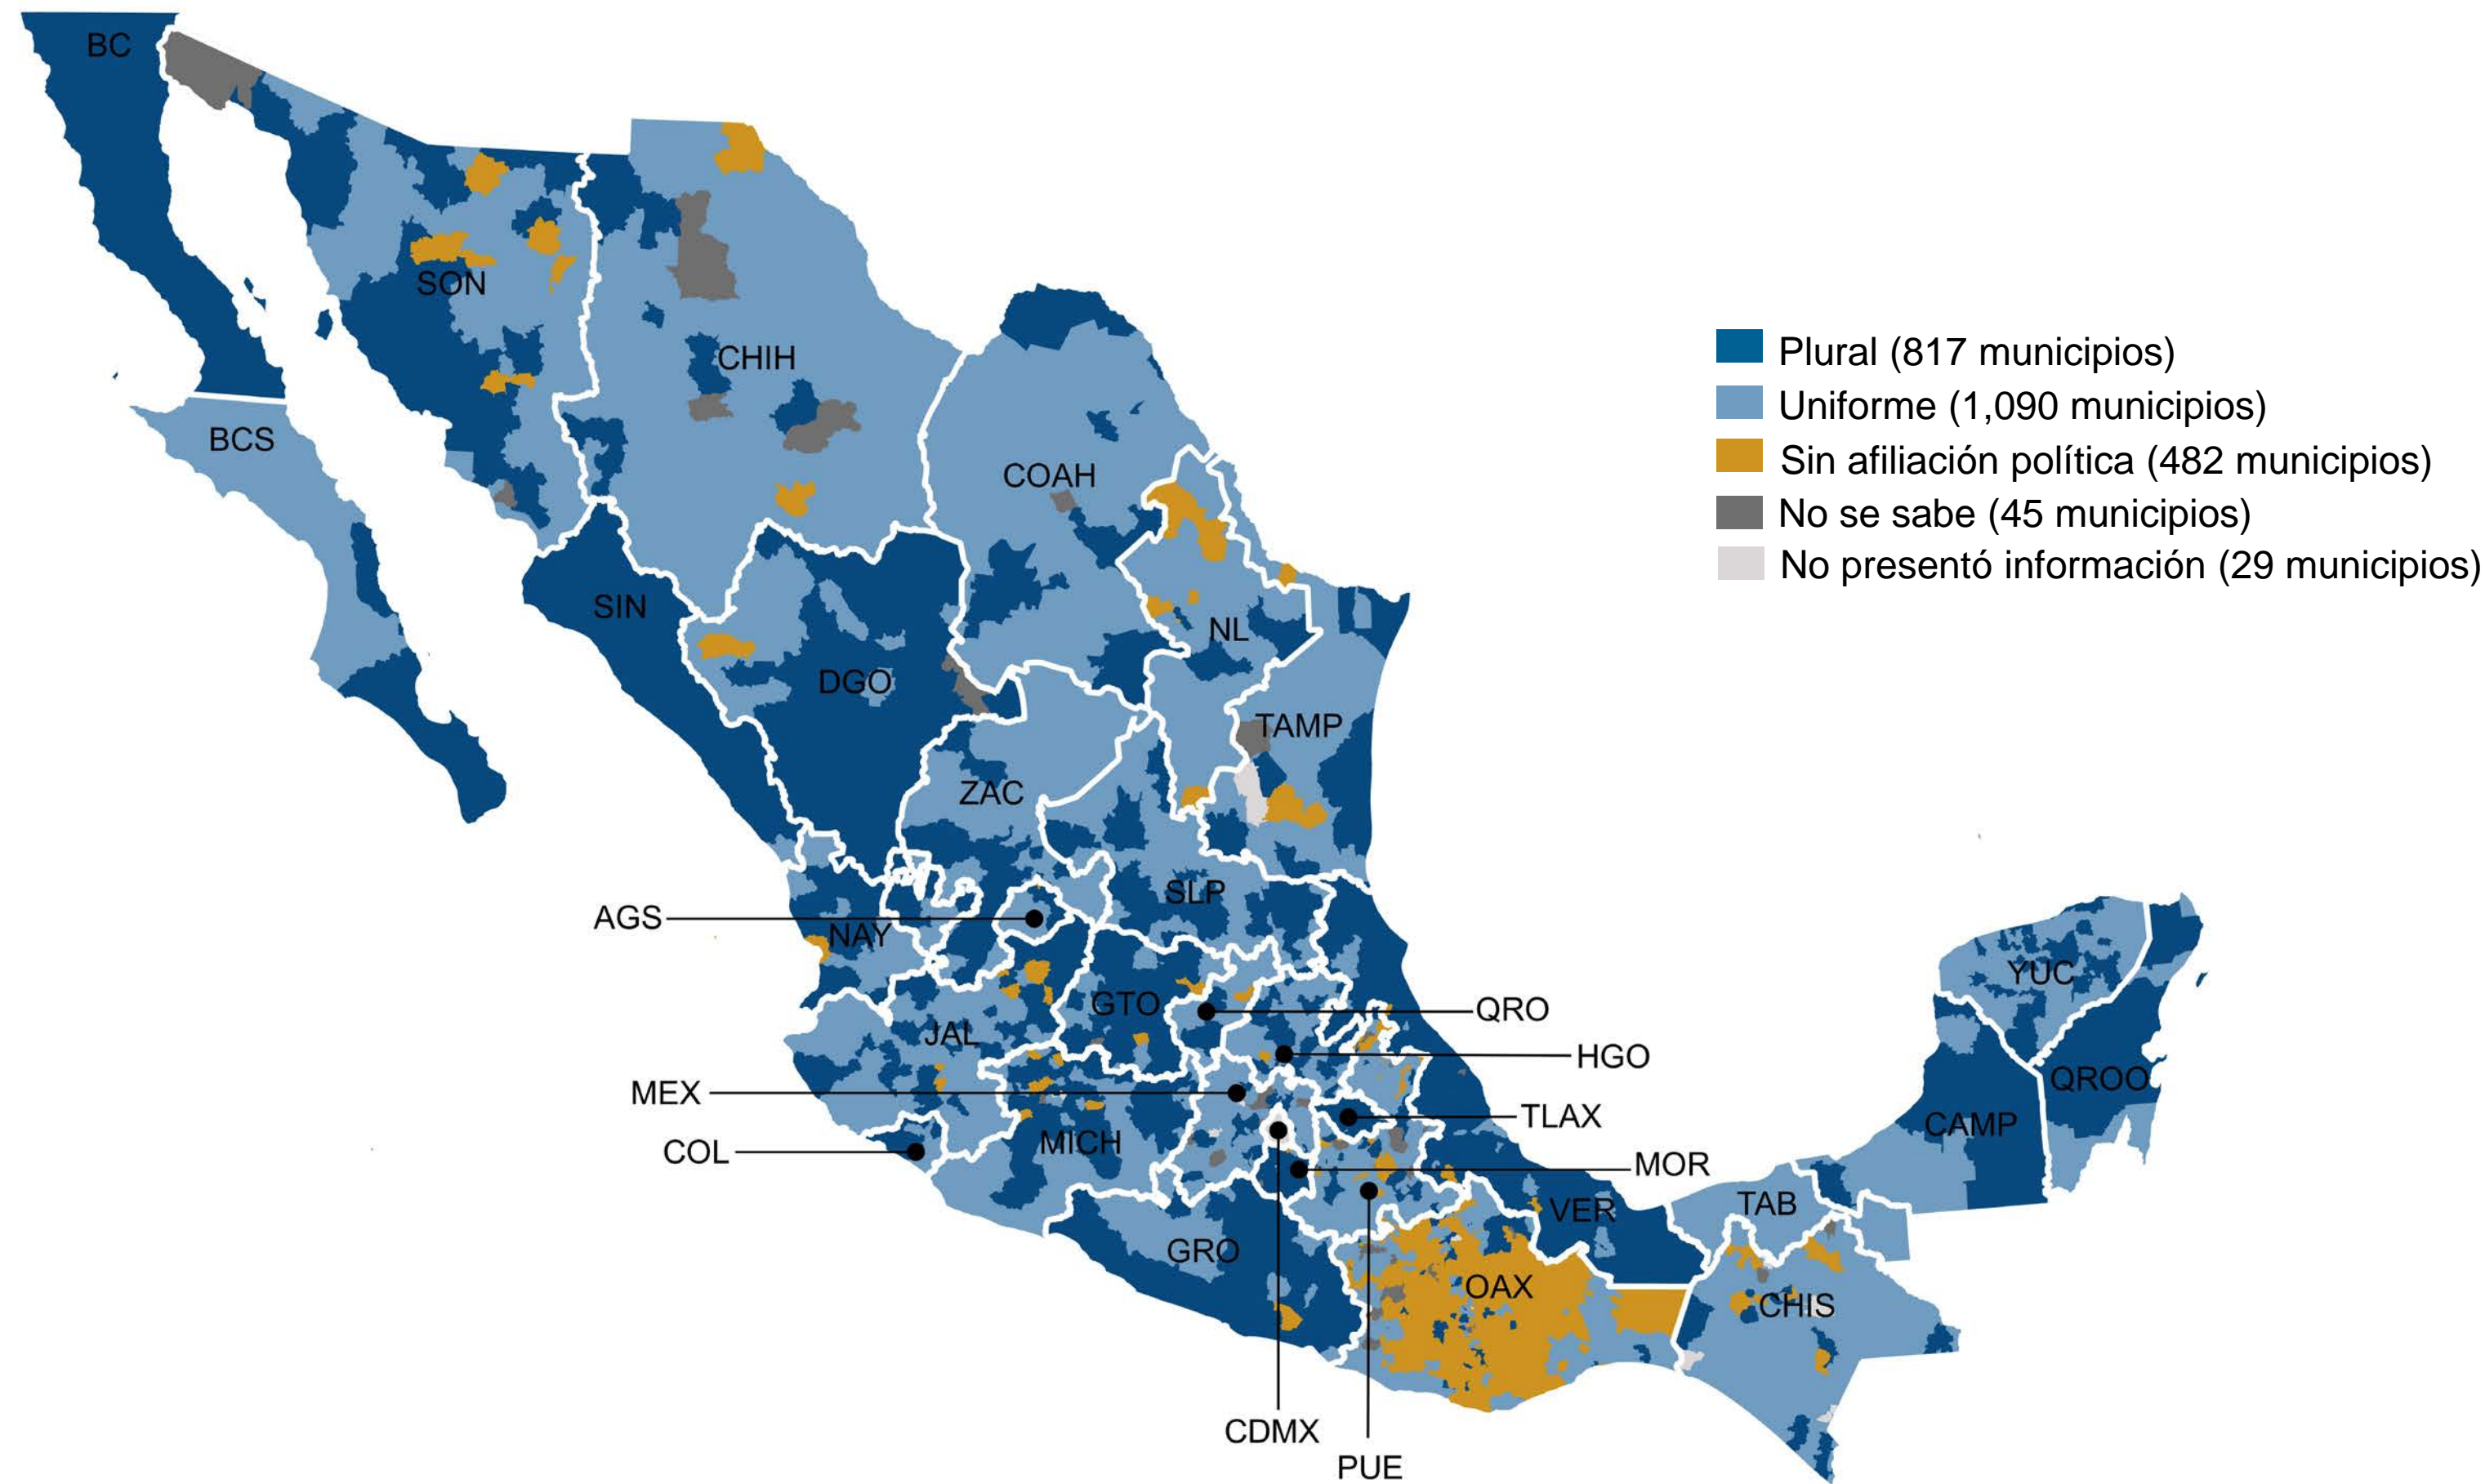 BC
SON
CHIH
BCS
COAH
SIN
NL
DGO
TAMP
ZAC
SLP
AGS
NAY
YUC
GTO
QRO
JAL
HGO
QROO
MEX
TLAX
CAMP
MICH
COL
MOR
TAB
VER
GRO
OAX
CHIS
CDMX
PUE
Plural (817 municipios)
Uniforme (1,090 municipios)
Sin afiliación política (482 municipios)
No se sabe (45 municipios)
No presentó información (29 municipios)